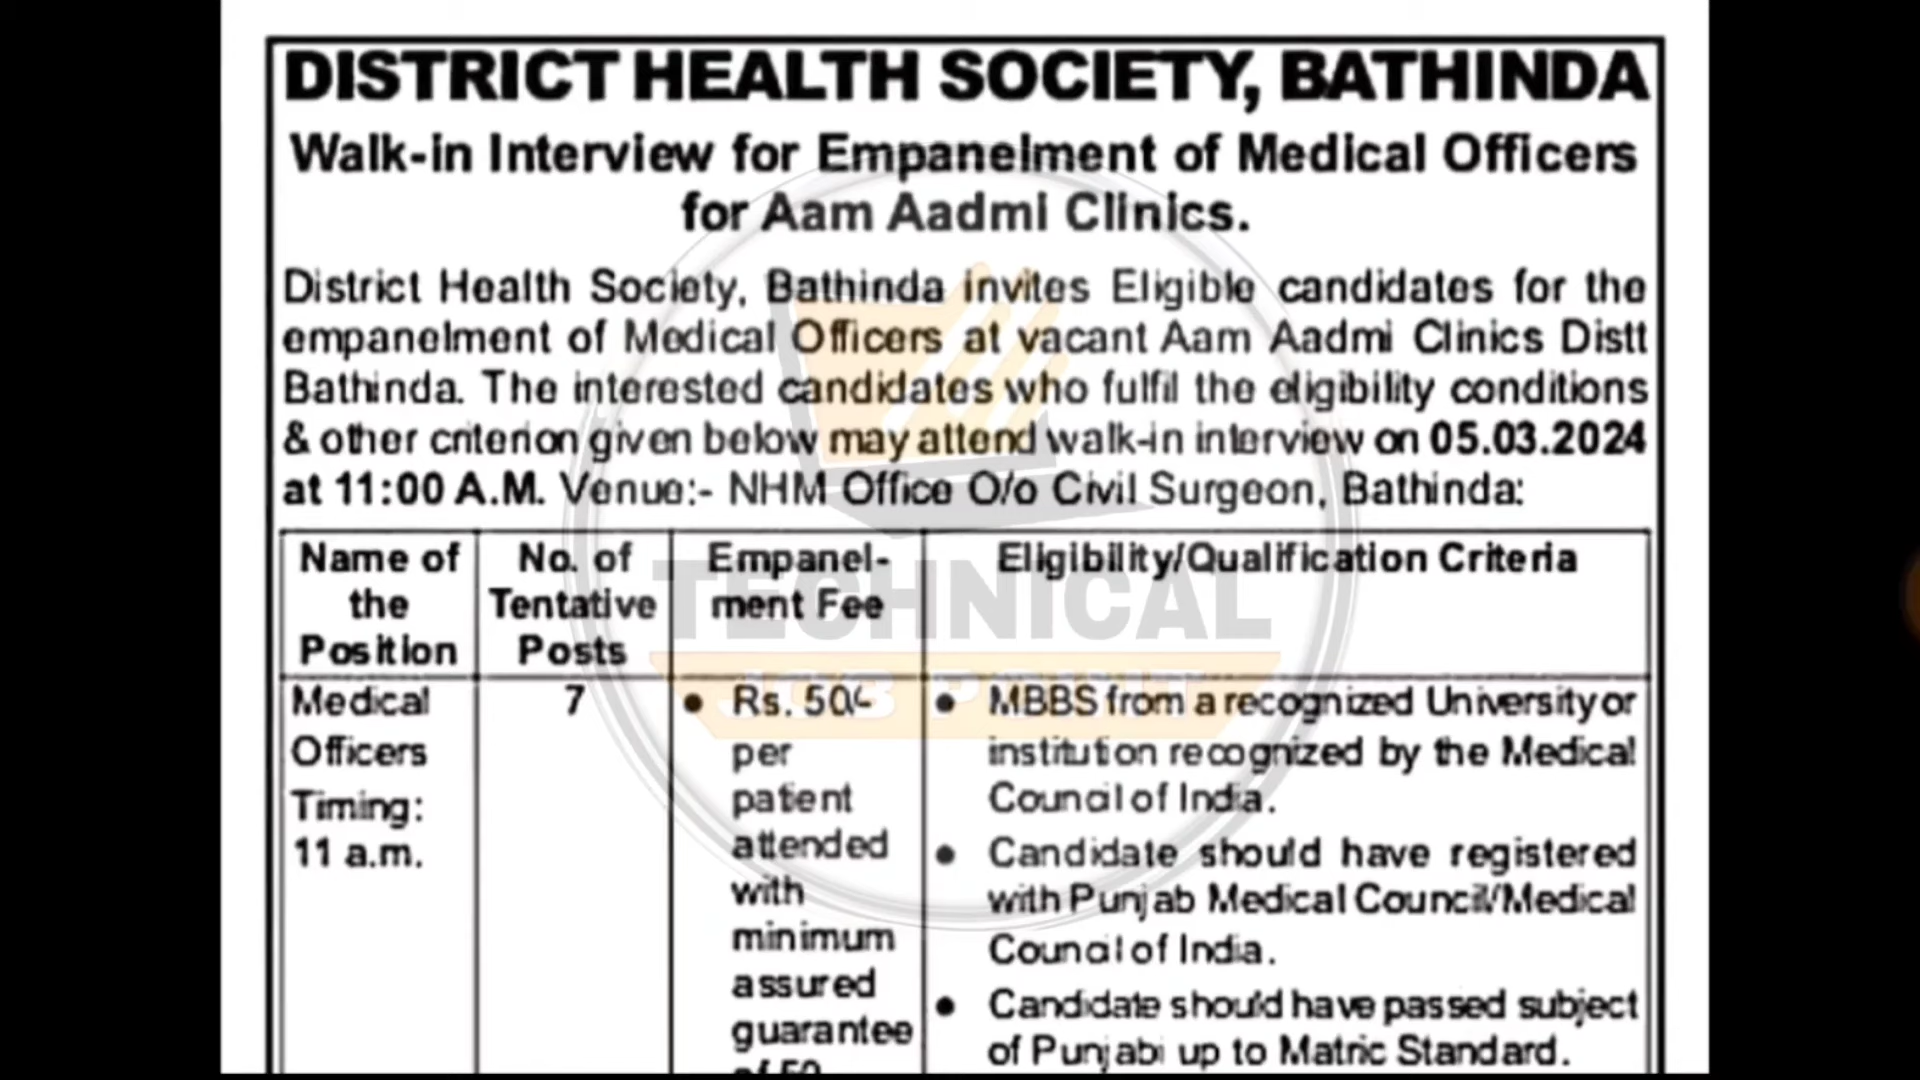 DISTRICT HEALTH SOCIETY, BATHINDA
Walk-in Interview for Empanelment of Medical Officers
for Aam Aadmi Clinics.
District Health Society, Bathinda invites Eligible candidates for the
empanelment of Medical Officers at vacant Aam Aadmi Clinics Distt
Bathinda. The interested candidates who fulfil the eligibility conditions
& other criterion given below may attend walk-in interview on 05.03.2024
at 11:00 A.M. Venue:- NHM Office O/o Civil Surgeon, Bathinda:
Name of
the
Position
No. of
Tentative
Posts
Empanel-
ment Fee
Eligibility/Qualification Criteria
Medical
Officers
Timing:
11 a.m.
7
• Rs. 50/-
per
patient
attended
with
minimum
assured
guarantee
of 50
• MBBS from a recognized University or
institution recognized by the Medical
Council of India.
• Candidate should have registered
with Punjab Medical Council/Medical
Council of India.
• Candidate should have passed subject
of Punjabi up to Matric Standard.
TECHNICAL
JOB POINT